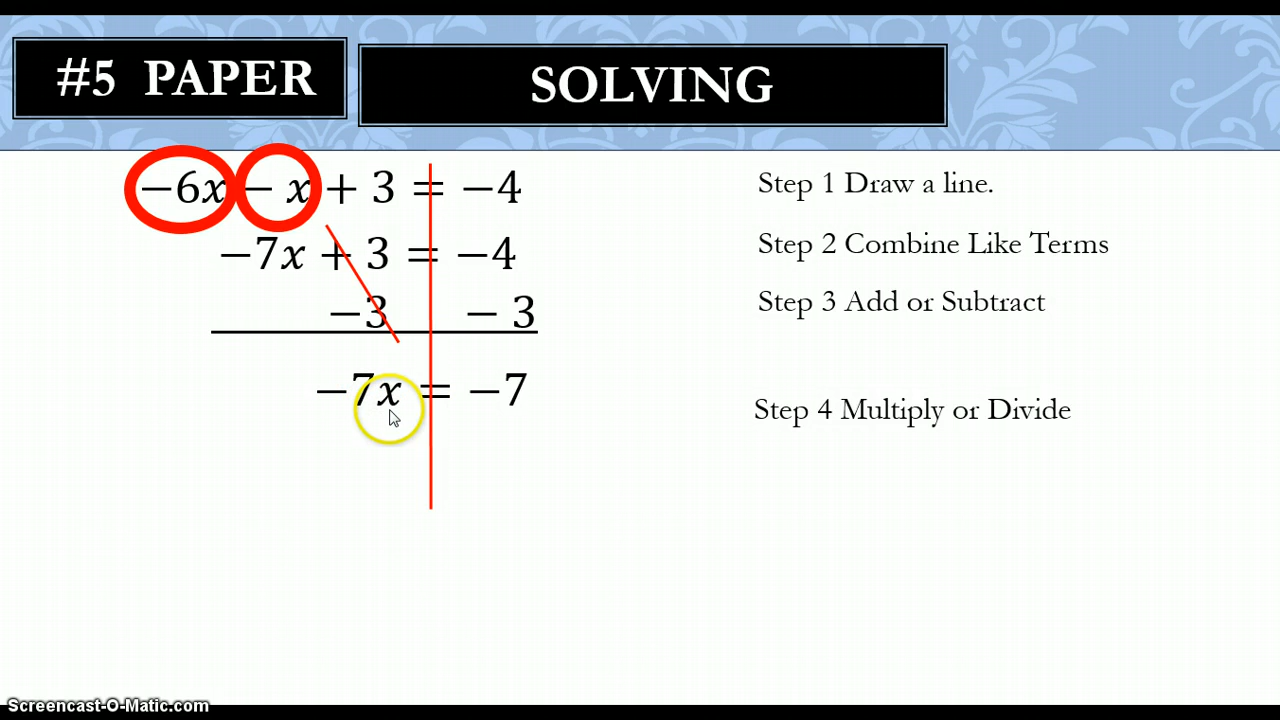 #5 PAPER
SOLVING
−6x − x + 3 = −4
−7x + 3 = −4
−3 − 3
−7x = −7
Step 1 Draw a line.
Step 2 Combine Like Terms
Step 3 Add or Subtract
Step 4 Multiply or Divide
Screencast-O-Matic.com